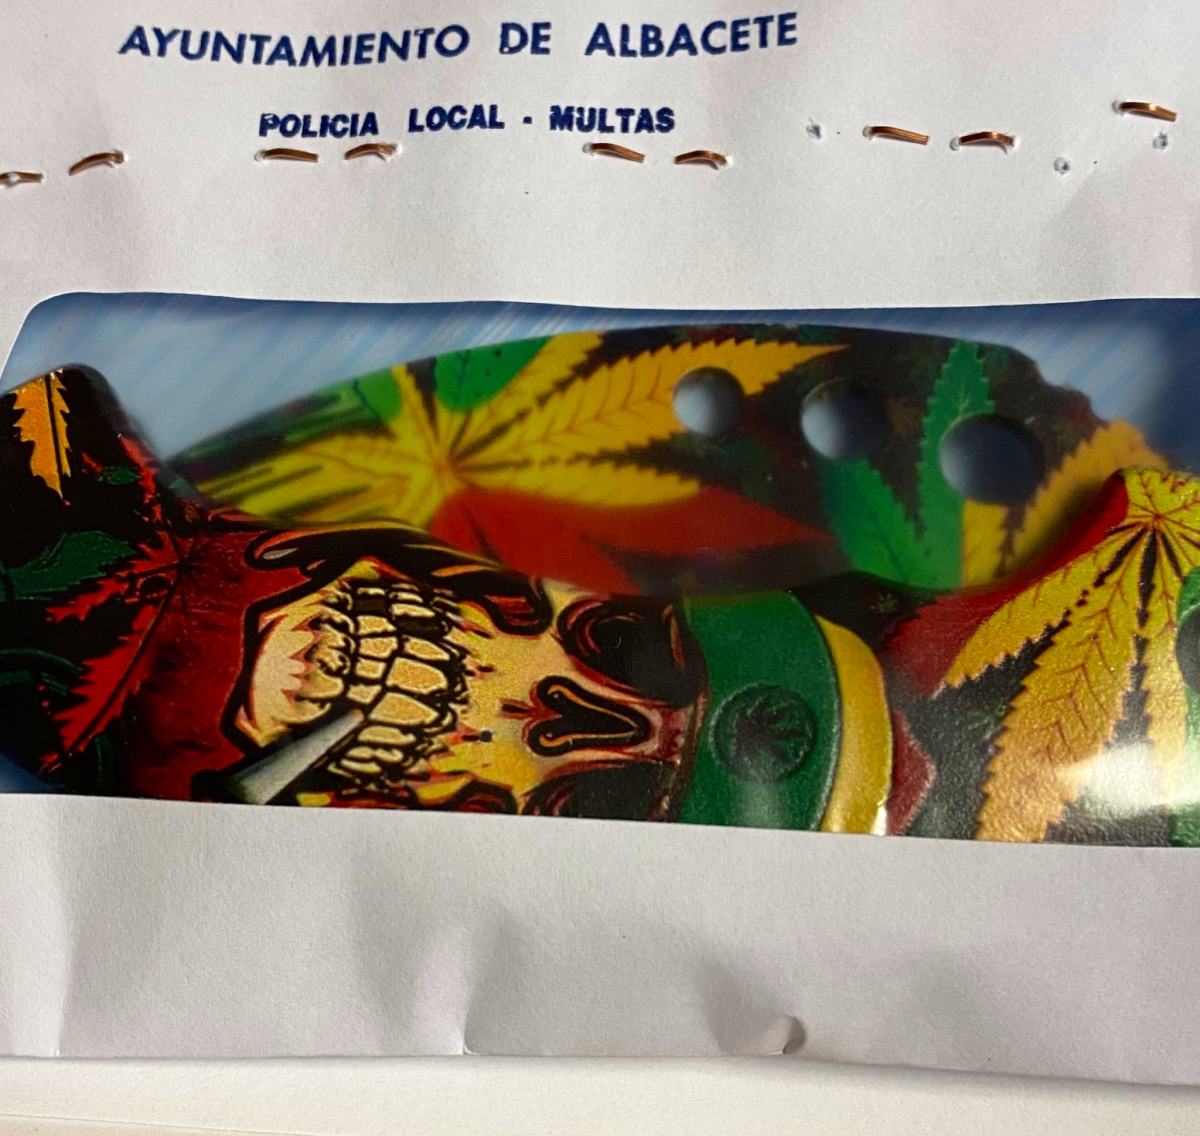 AYUNTAMIENTO DE ALBACETE
POLICIA LOCAL - MULTAS